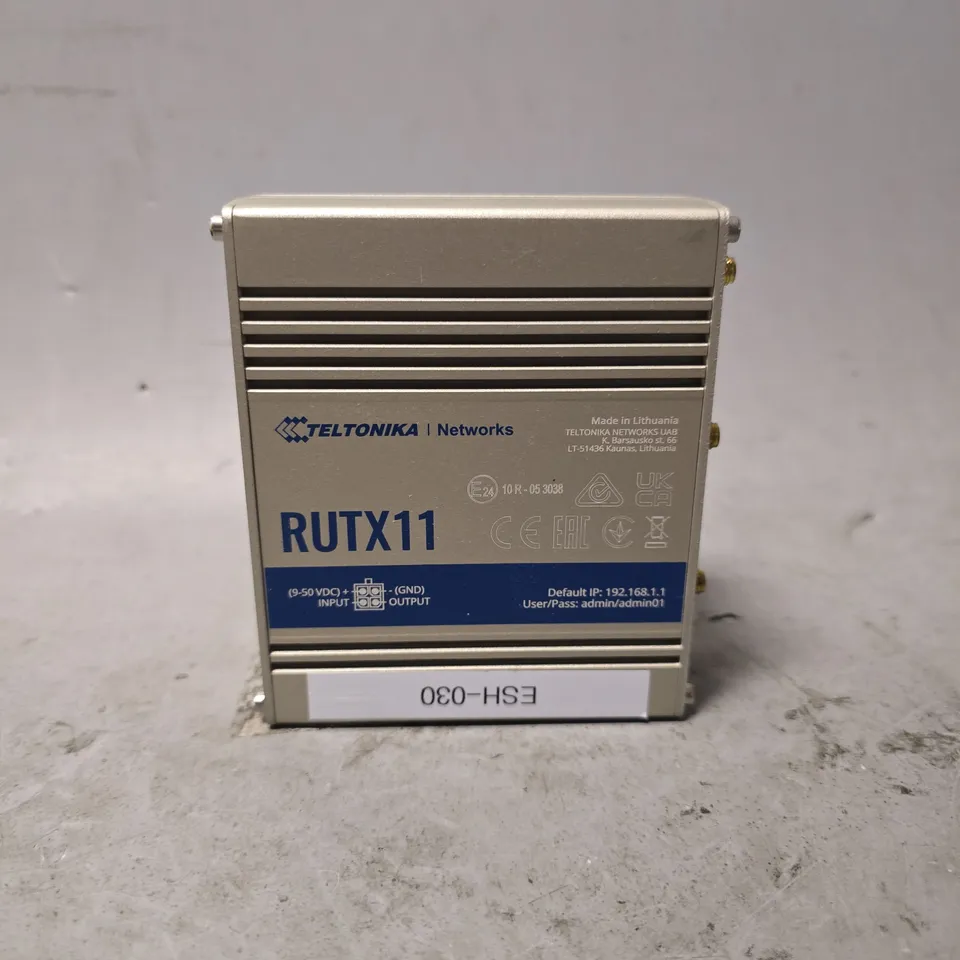 TELTONIKA | Networks
Made in Lithuania
TELTONIKA NETWORKS UAB
K. Barsausko st. 66
LT-51436 Kaunas, Lithuania
E24 10 R - 05 3038
UK
CA
RUTX11
CE EAC
(9-50 VDC) + - (GND)
INPUT OUTPUT
Default IP: 192.168.1.1
User/Pass: admin/admin01
ESH-030